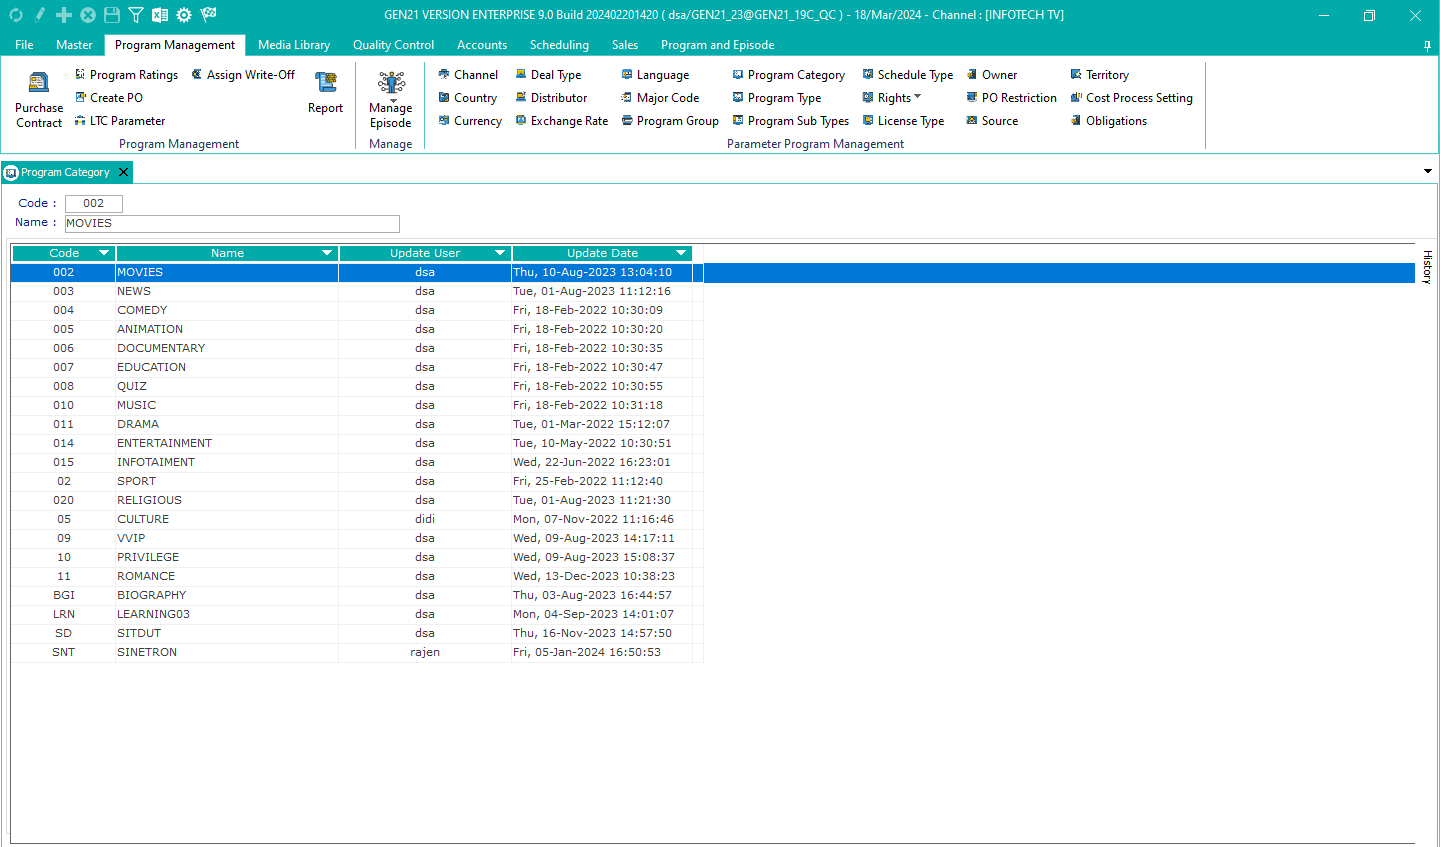 GEN21 VERSION ENTERPRISE 9.0 Build 202402201420 ( dsa/GEN21_23@GEN21_19C_QC ) - 18/Mar/2024 - Channel : [INFOTECH TV]
File Master Program Management Media Library Quality Control Accounts Scheduling Sales Program and Episode
Purchase Contract
Program Ratings Assign Write-Off
Create PO
LTC Parameter
Report
Program Management
Manage Episode
Manage
Channel Deal Type Language Program Category Schedule Type Owner Territory
Country Distributor Major Code Program Type Rights PO Restriction Cost Process Setting
Currency Exchange Rate Program Group Program Sub Types License Type Source Obligations
Parameter Program Management
Program Category
Code : 002
Name : MOVIES
Code Name Update User Update Date
002 MOVIES dsa Thu, 10-Aug-2023 13:04:10
003 NEWS dsa Tue, 01-Aug-2023 11:12:16
004 COMEDY dsa Fri, 18-Feb-2022 10:30:09
005 ANIMATION dsa Fri, 18-Feb-2022 10:30:20
006 DOCUMENTARY dsa Fri, 18-Feb-2022 10:30:35
007 EDUCATION dsa Fri, 18-Feb-2022 10:30:47
008 QUIZ dsa Fri, 18-Feb-2022 10:30:55
010 MUSIC dsa Fri, 18-Feb-2022 10:31:18
011 DRAMA dsa Tue, 01-Mar-2022 15:12:07
014 ENTERTAINMENT dsa Tue, 10-May-2022 10:30:51
015 INFOTAIMENT dsa Wed, 22-Jun-2022 16:23:01
02 SPORT dsa Fri, 25-Feb-2022 11:12:40
020 RELIGIOUS dsa Tue, 01-Aug-2023 11:21:30
05 CULTURE didi Mon, 07-Nov-2022 11:16:46
09 VVIP dsa Wed, 09-Aug-2023 14:17:11
10 PRIVILEGE dsa Wed, 09-Aug-2023 15:08:37
11 ROMANCE dsa Wed, 13-Dec-2023 10:38:23
BGI BIOGRAPHY dsa Thu, 03-Aug-2023 16:44:57
LRN LEARNING03 dsa Mon, 04-Sep-2023 14:01:07
SD SITDUT dsa Thu, 16-Nov-2023 14:57:50
SNT SINETRON rajen Fri, 05-Jan-2024 16:50:53
History